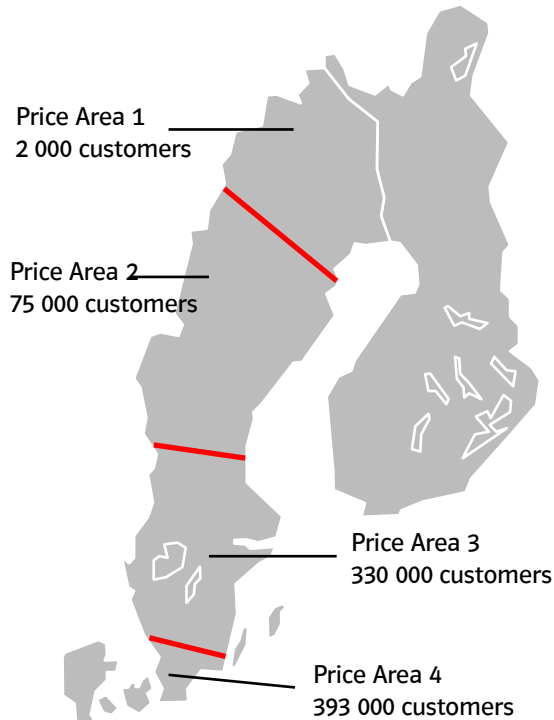 Price Area 1
2 000 customers
Price Area 2
75 000 customers
Price Area 3
330 000 customers
Price Area 4
393 000 customers